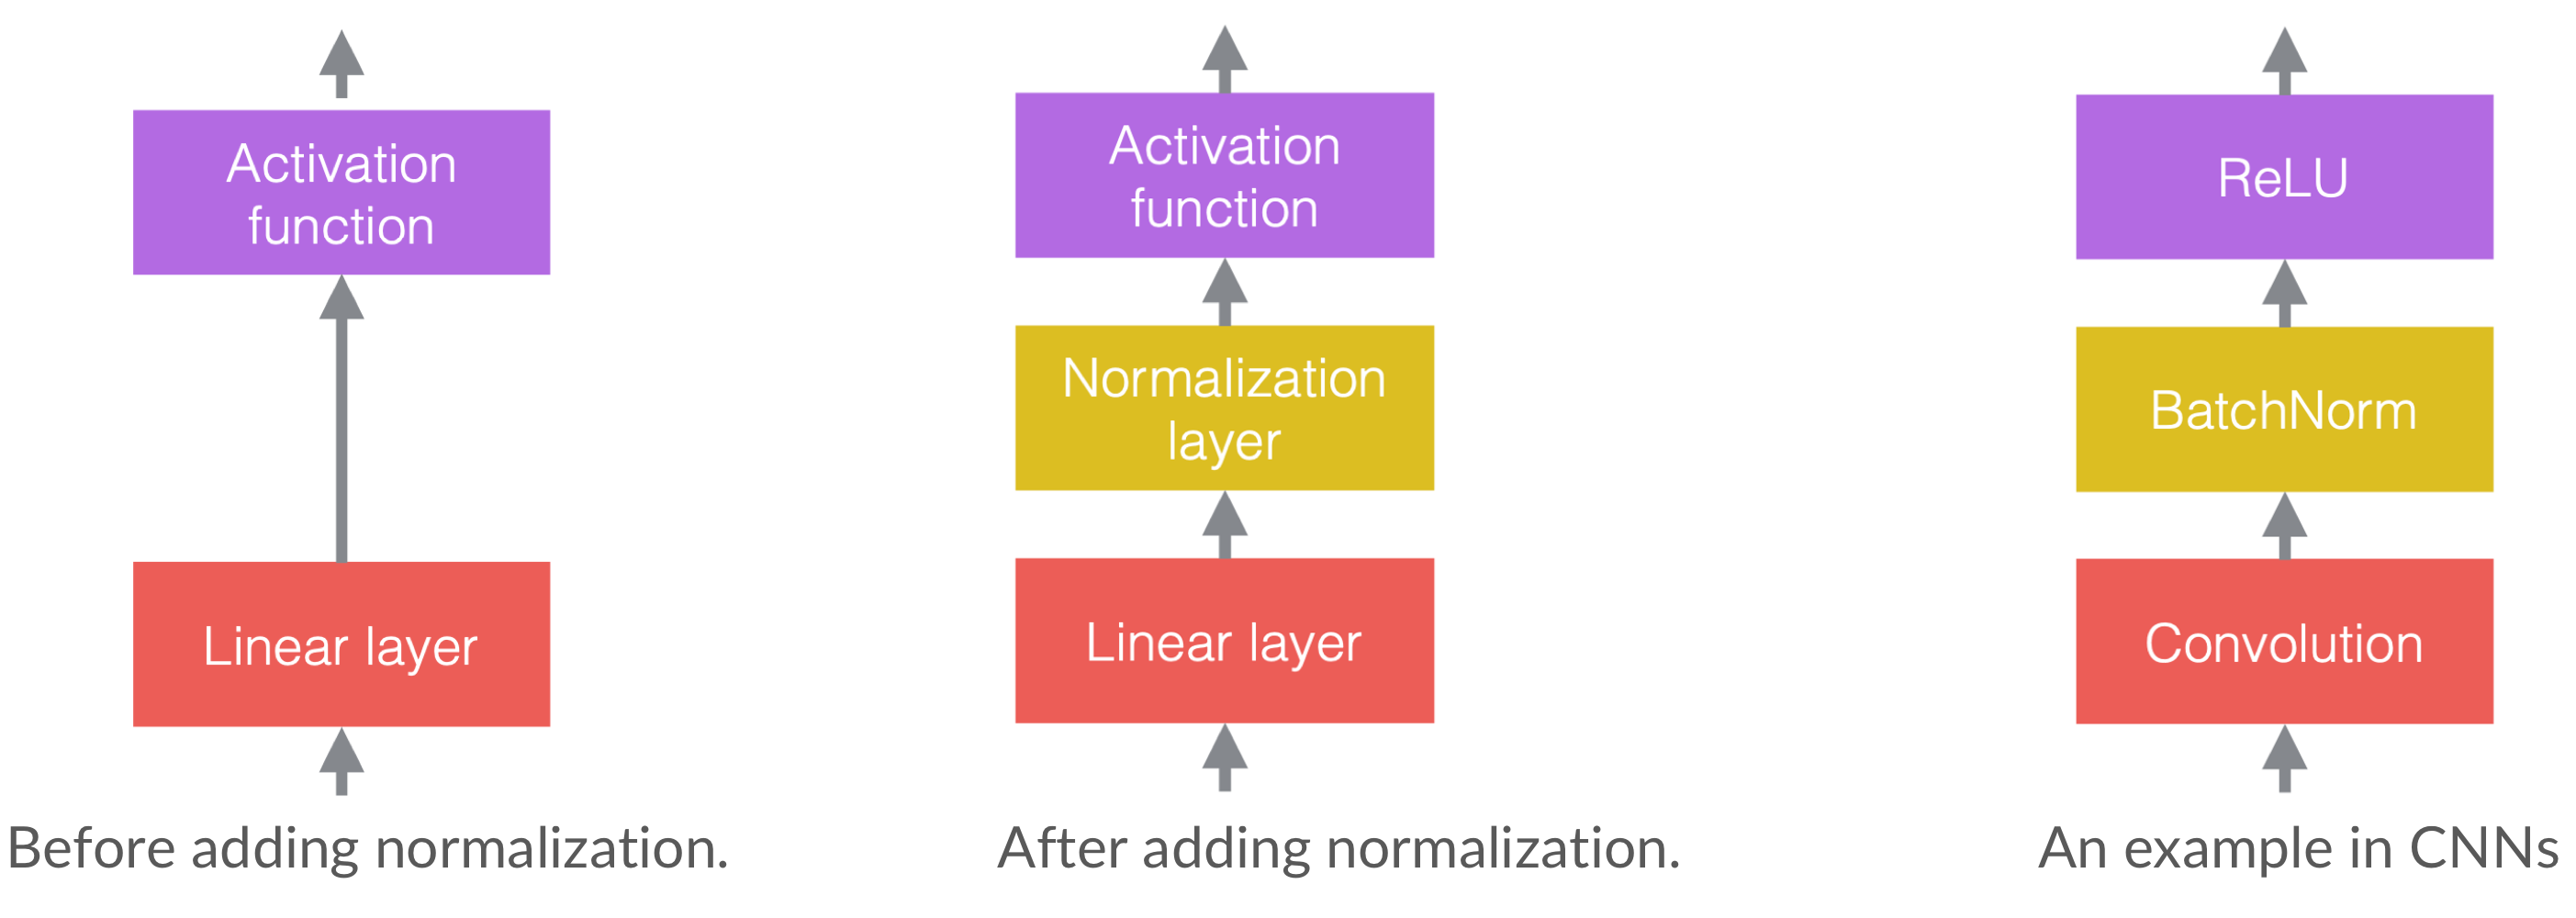 Activation
function
Linear layer
Before adding normalization.
Activation
function
Normalization
layer
Linear layer
After adding normalization.
ReLU
BatchNorm
Convolution
An example in CNNs